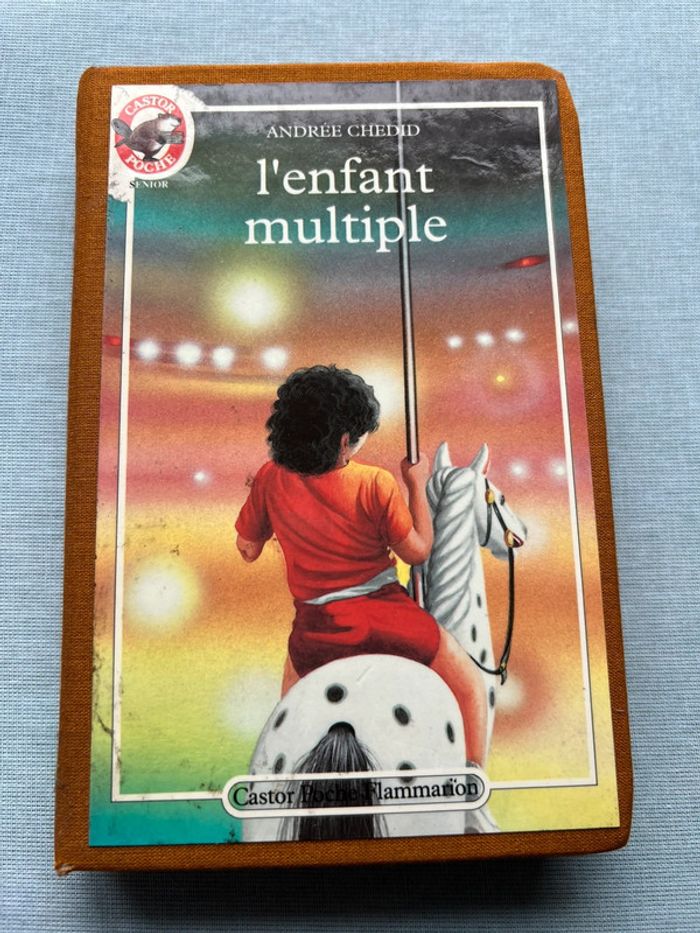 CASTOR
POCHE
SENIOR
ANDRÉE CHEDID
l'enfant
multiple
Castor Poche Flammarion